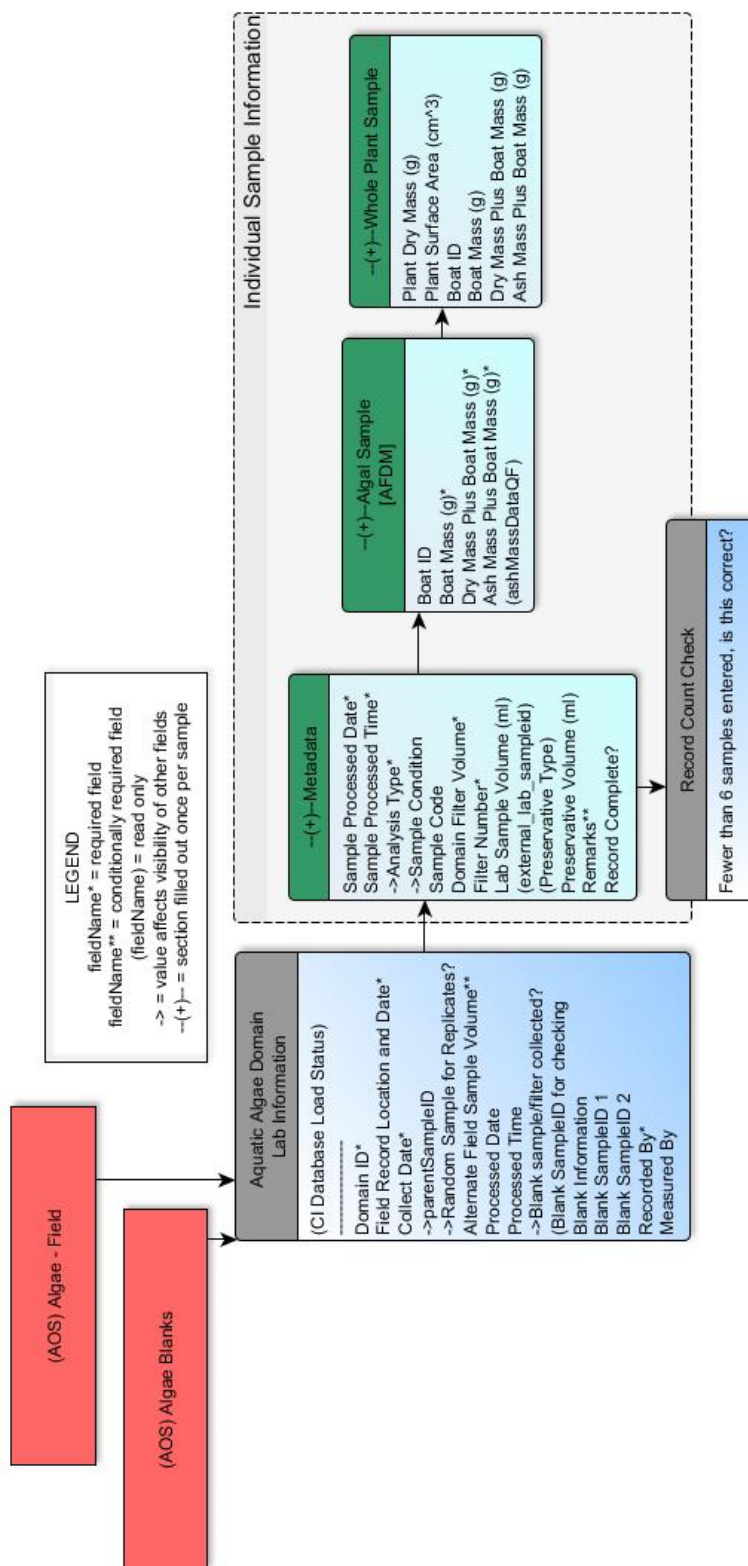 (AOS) Algae - Field
(AOS) Algae Blanks
LEGEND
fieldName* = required field
fieldName** = conditionally required field
(fieldName) = read only
-> = value affects visibility of other fields
--(+)-- = section filled out once per sample
Aquatic Algae Domain
Lab Information
(CI Database Load Status)
--------------------
Domain ID*
Field Record Location and Date*
Collect Date*
->parentSampleID
->Random Sample for Replicates?
Alternate Field Sample Volume**
Processed Date
Processed Time
->Blank sample/filter collected?
(Blank SampleID for checking
Blank Information
Blank SampleID 1
Blank SampleID 2
Recorded By*
Measured By
Individual Sample Information
--(+)--Metadata
Sample Processed Date*
Sample Processed Time*
->Analysis Type*
->Sample Condition
Sample Code
Domain Filter Volume*
Filter Number*
Lab Sample Volume (ml)
(external_lab_sampleid)
(Preservative Type)
Preservative Volume (ml)
Remarks**
Record Complete?
--(+)--Algal Sample
[AFDM]
Boat ID
Boat Mass (g)*
Dry Mass Plus Boat Mass (g)*
Ash Mass Plus Boat Mass (g)*
(ashMassDataQF)
--(+)--Whole Plant Sample
Plant Dry Mass (g)
Plant Surface Area (cm^3)
Boat ID
Boat Mass (g)
Dry Mass Plus Boat Mass (g)
Ash Mass Plus Boat Mass (g)
Record Count Check
Fewer than 6 samples entered, is this correct?